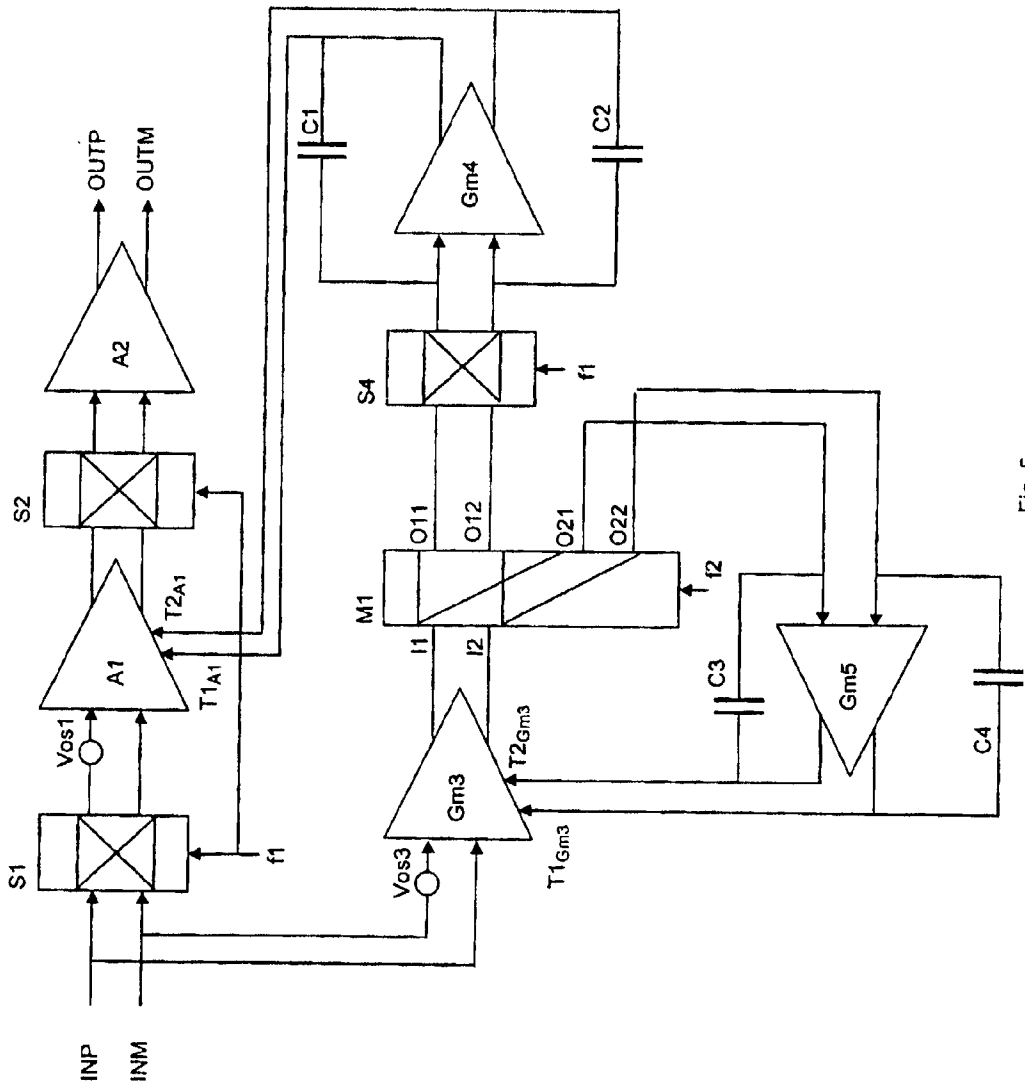 S1
S2
INP
INM
Vos1
A1
A2
OUTP
OUTM
f1
T1A1
T2A1
C1
S4
Gm4
f1
C2
M1
I1
I2
O11
O12
O21
O22
f2
Vos3
Gm3
T1Gm3
T2Gm3
C3
Gm5
C4